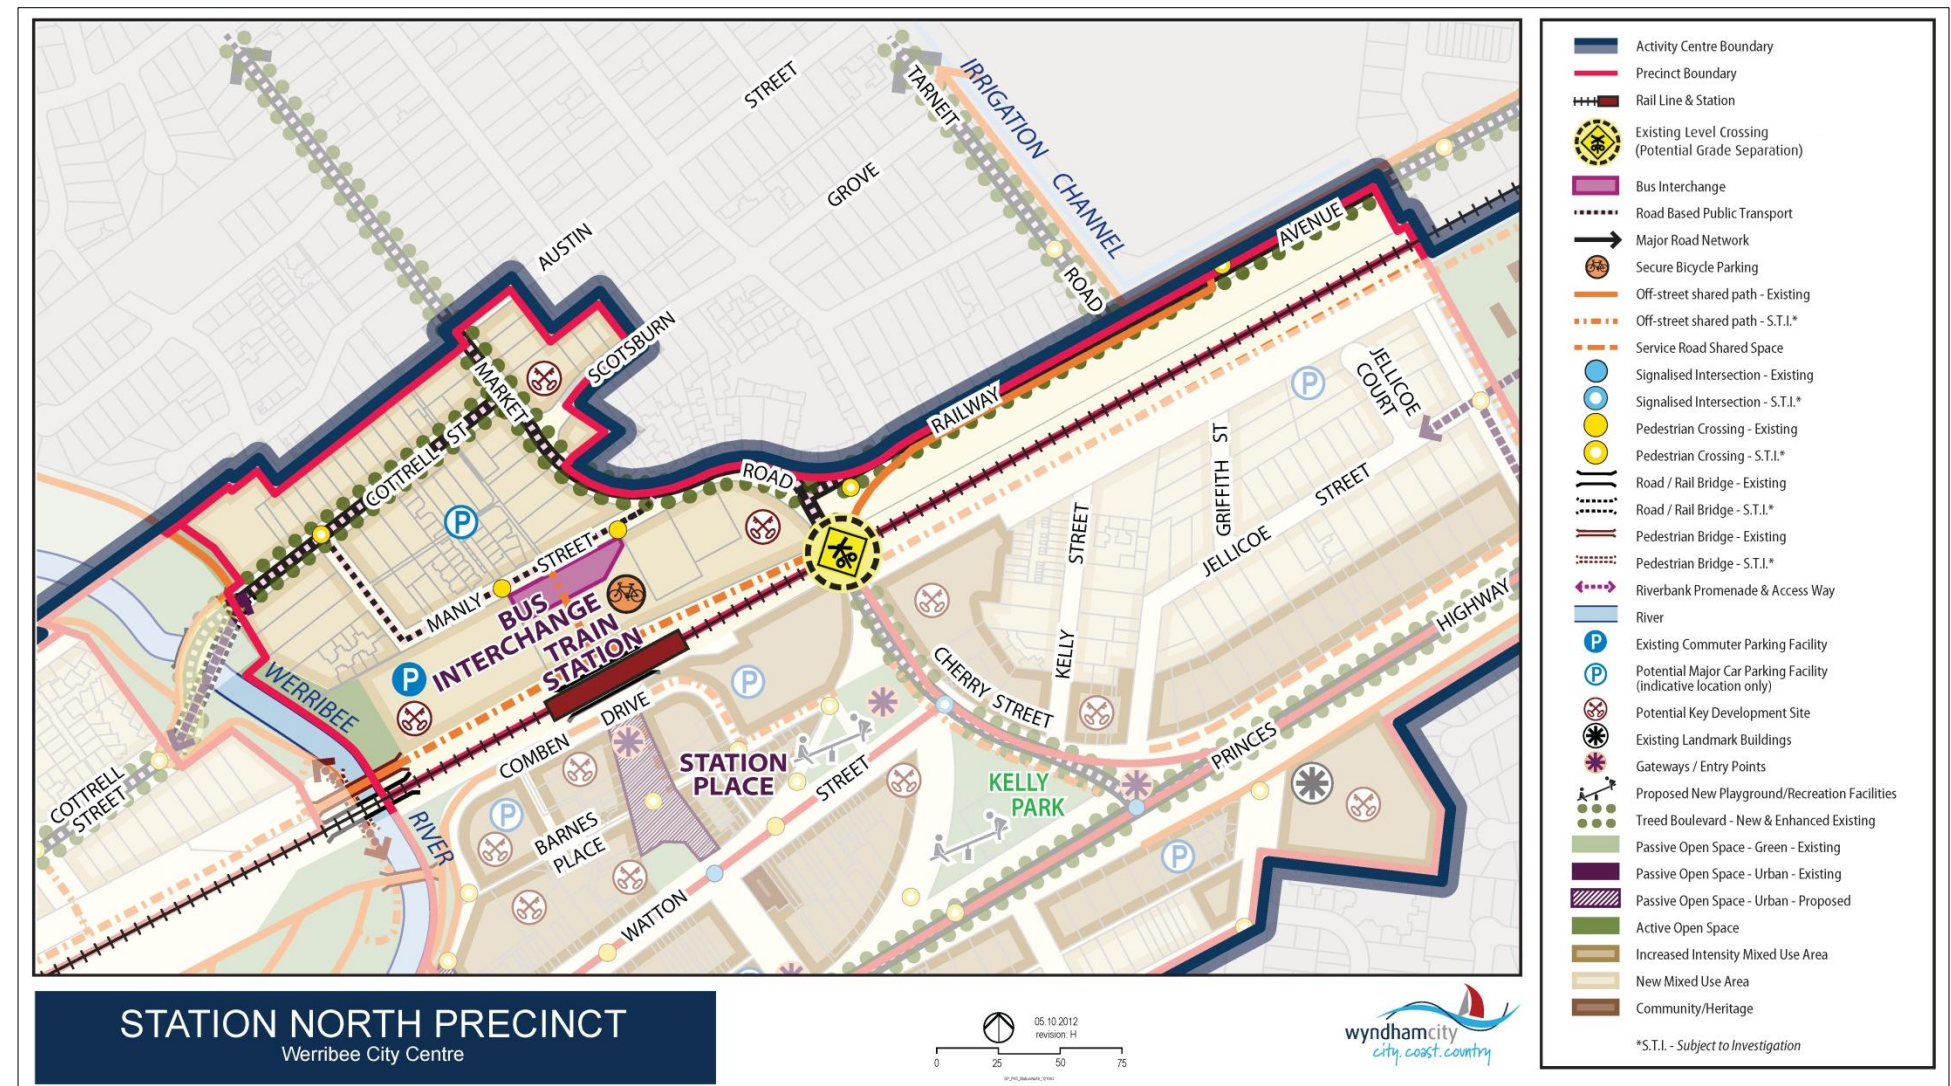 STREET
IRRIGATION
CHANNEL
TARNEIT
ROAD
GROVE
AUSTIN
AVENUE
SCOTSBURN
RAILWAY
MARKET
ROAD
COTTRELL ST
JELLICOE
COURT
GRIFFITH ST
STREET
JELLICOE
KELLY STREET
STREET
MANLY
BUS
INTERCHANGE
TRAIN
STATION
P
P
P
P
P
P
WERRIBEE
RIVER
COTTRELL
STREET
COMBEN DRIVE
STATION
PLACE
BARNES
PLACE
WATTON STREET
CHERRY STREET
KELLY
PARK
PRINCES HIGHWAY
Activity Centre Boundary
Precinct Boundary
Rail Line & Station
Existing Level Crossing
(Potential Grade Separation)
Bus Interchange
Road Based Public Transport
Major Road Network
Secure Bicycle Parking
Off-street shared path - Existing
Off-street shared path - S.T.I.*
Service Road Shared Space
Signalised Intersection - Existing
Signalised Intersection - S.T.I.*
Pedestrian Crossing - Existing
Pedestrian Crossing - S.T.I.*
Road / Rail Bridge - Existing
Road / Rail Bridge - S.T.I.*
Pedestrian Bridge - Existing
Pedestrian Bridge - S.T.I.*
Riverbank Promenade & Access Way
River
P Existing Commuter Parking Facility
P Potential Major Car Parking Facility
(indicative location only)
Potential Key Development Site
Existing Landmark Buildings
Gateways / Entry Points
Proposed New Playground/Recreation Facilities
Treed Boulevard - New & Enhanced Existing
Passive Open Space - Green - Existing
Passive Open Space - Urban - Existing
Passive Open Space - Urban - Proposed
Active Open Space
Increased Intensity Mixed Use Area
New Mixed Use Area
Community/Heritage
*S.T.I. - Subject to Investigation
STATION NORTH PRECINCT
Werribee City Centre
05.10.2012
revision: H
0 25 50 75
wyndhamcity
city. coast. country